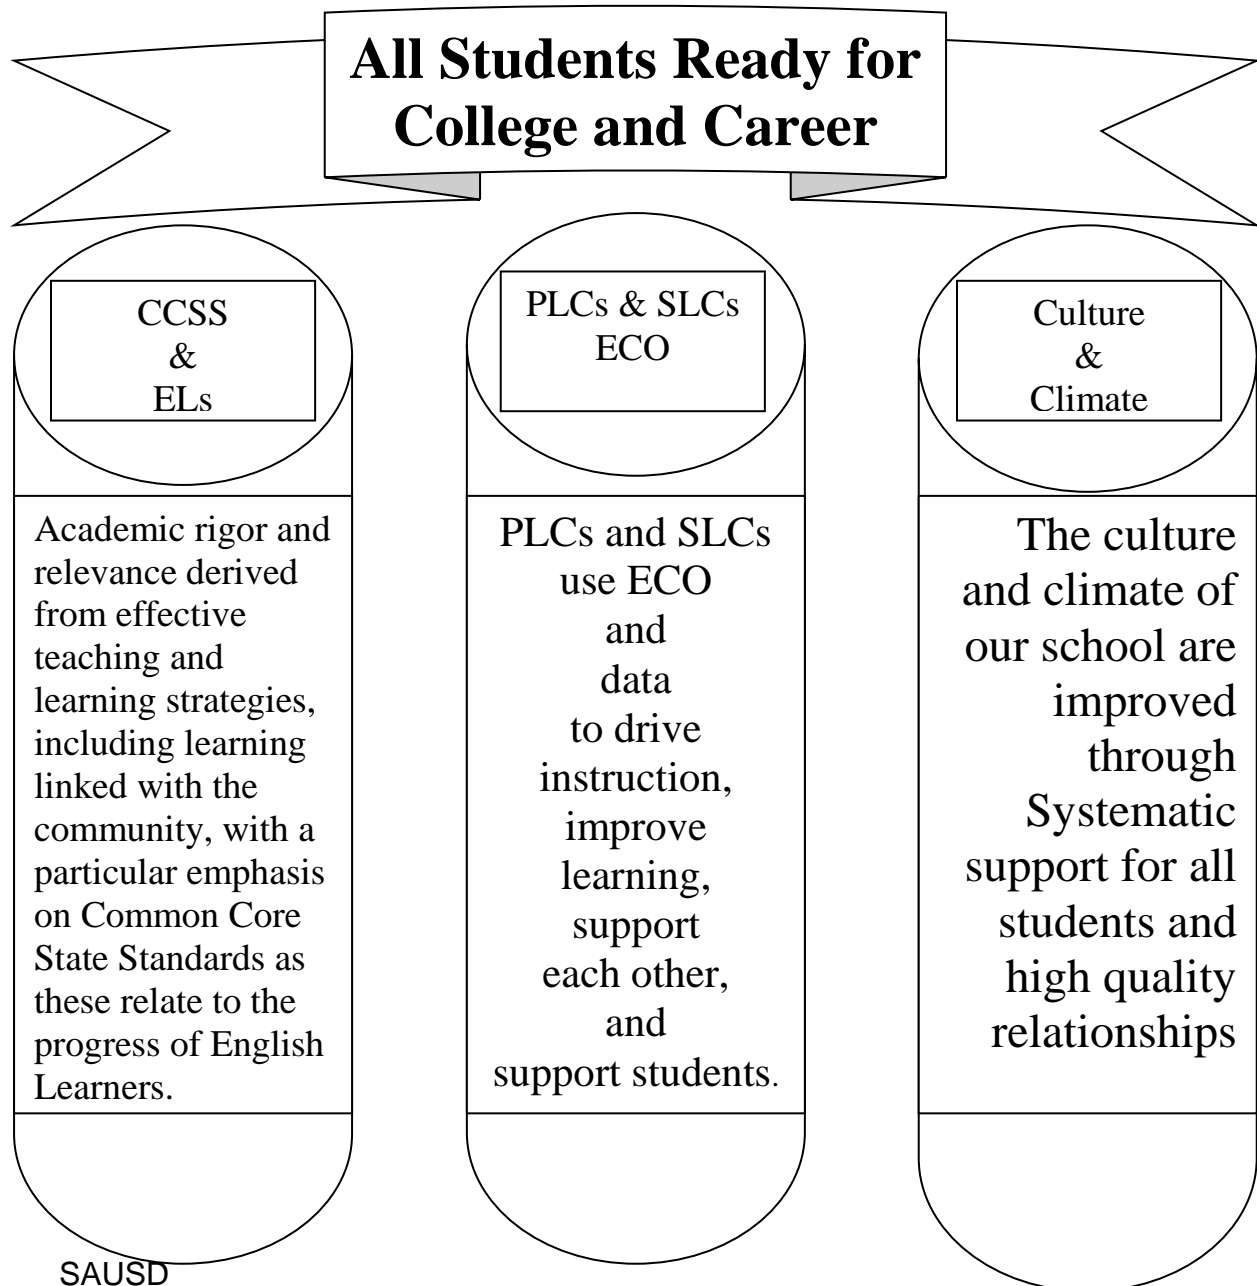 All Students Ready for
College and Career
CCSS
&
ELs
Academic rigor and
relevance derived
from effective
teaching and
learning strategies,
including learning
linked with the
community, with a
particular emphasis
on Common Core
State Standards as
these relate to the
progress of English
Learners.
PLCs & SLCs
ECO
PLCs and SLCs
use ECO
and
data
to drive
instruction,
improve
learning,
support
each other,
and
support students.
Culture
&
Climate
The culture
and climate of
our school are
improved
through
Systematic
support for all
students and
high quality
relationships
SAUSD